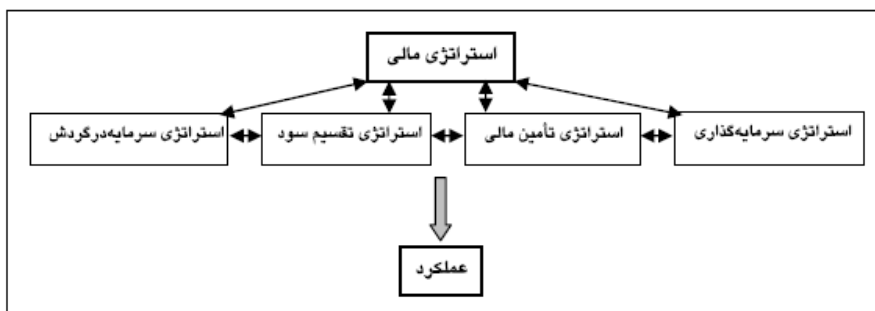 استراتژی مالی
استراتژی سرمایه‌گذاری
استراتژی تأمین مالی
استراتژی تقسیم سود
استراتژی سرمایه‌درگردش
عملکرد